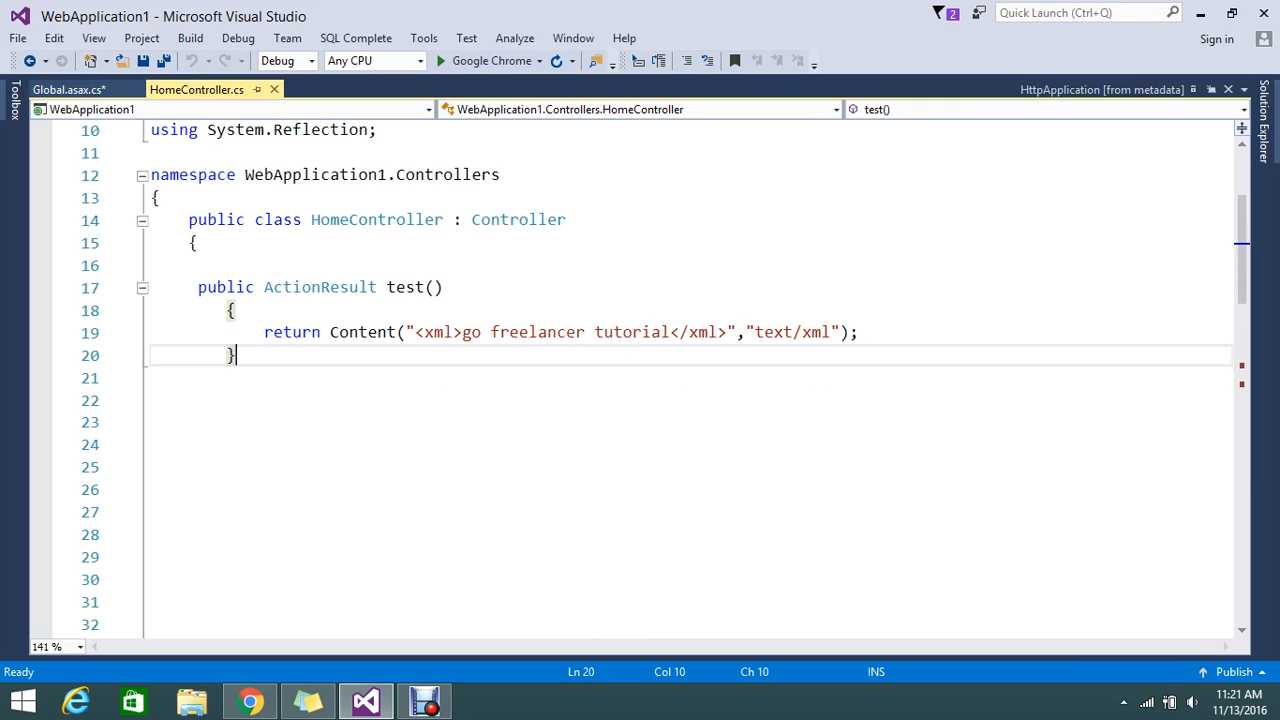 WebApplication1 - Microsoft Visual Studio
2
Quick Launch (Ctrl+Q)
File Edit View Project Build Debug Team SQL Complete Tools Test Analyze Window Help
Sign in
Debug Any CPU Google Chrome
Global.asax.cs* HomeController.cs HttpApplication [from metadata]
WebApplication1 WebApplication1.Controllers.HomeController test()
Toolbox
Solution Explorer
10 using System.Reflection;
11
12 namespace WebApplication1.Controllers
13 {
14 public class HomeController : Controller
15 {
16
17 public ActionResult test()
18 {
19 return Content("<xml>go freelancer tutorial</xml>","text/xml");
20 }
21
22
23
24
25
26
27
28
29
30
31
32
141 %
Ready Ln 20 Col 10 Ch 10 INS Publish
11:21 AM
11/13/2016